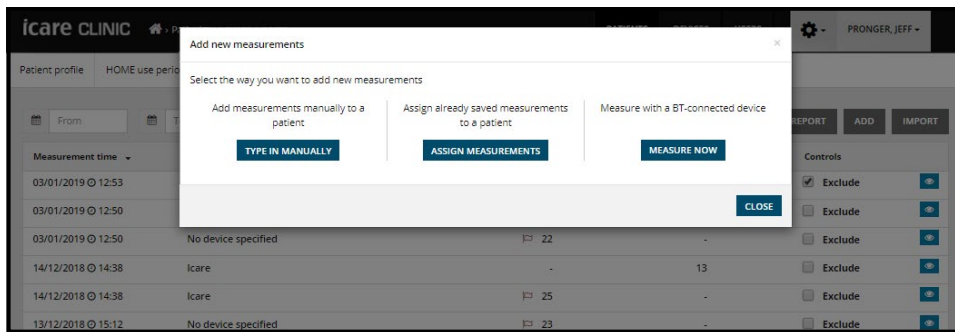 icare CLINIC
PATIENTS DEVICES USERS
PRONGER, JEFF
Add new measurements
×
Patient profile
HOME use perio
Select the way you want to add new measurements
Add measurements manually to a
patient
TYPE IN MANUALLY
Assign already saved measurements
to a patient
ASSIGN MEASUREMENTS
Measure with a BT-connected device
MEASURE NOW
CLOSE
From
REPORT ADD IMPORT
Measurement time Controls
03/01/2019 12:53 Exclude
03/01/2019 12:50 Exclude
03/01/2019 12:50 No device specified 22 - Exclude
14/12/2018 14:38 Icare - 13 Exclude
14/12/2018 14:38 Icare 25 - Exclude
13/12/2018 15:12 No device specified 23 - Exclude